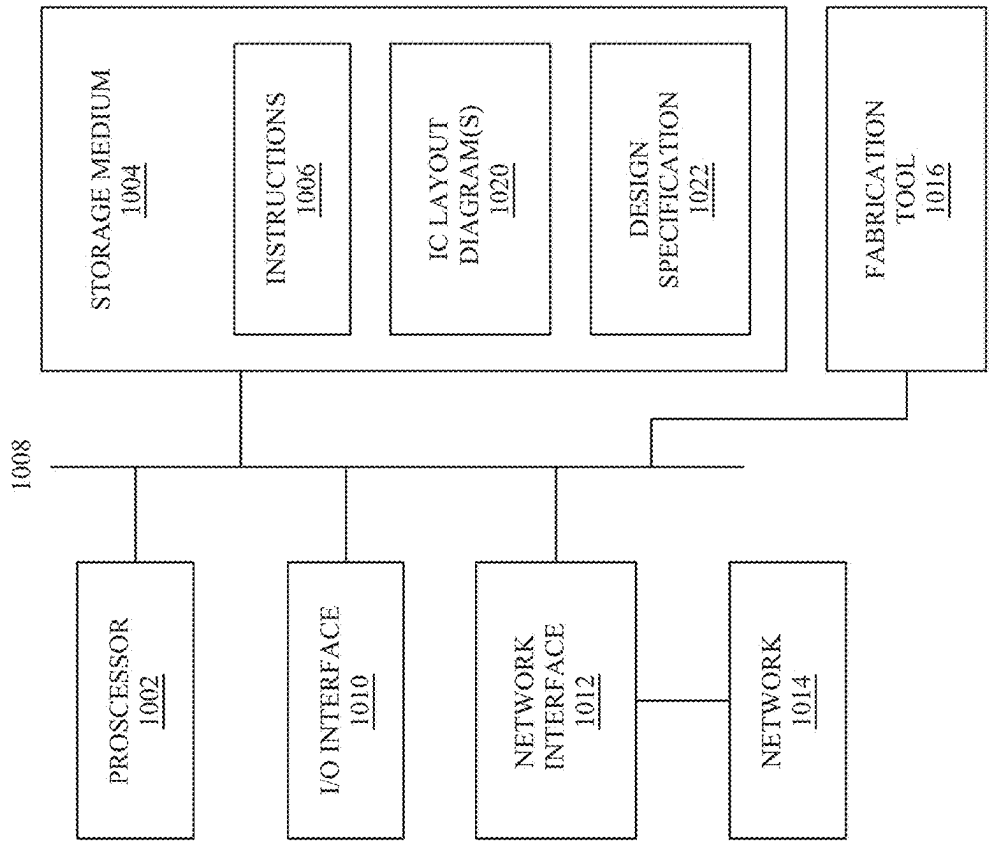 1008
PROSCESSOR
1002
I/O INTERFACE
1010
NETWORK
INTERFACE
1012
NETWORK
1014
STORAGE MEDIUM
1004
INSTRUCTIONS
1006
IC LAYOUT
DIAGRAM(S)
1020
DESIGN
SPECIFICATION
1022
FABRICATION
TOOL
1016